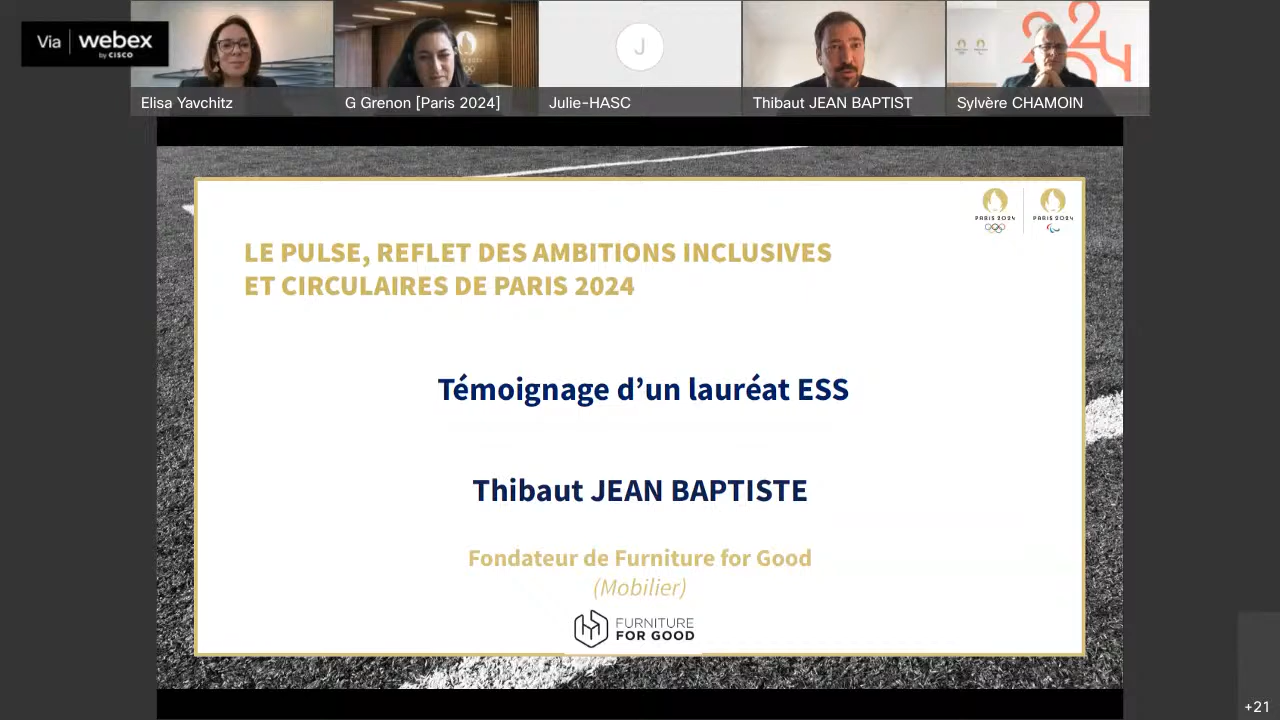 Via webex
by CISCO
Elisa Yavchitz
G Grenon [Paris 2024]
J
Julie-HASC
Thibaut JEAN BAPTIST
Sylvère CHAMOIN
PARIS 2024
PARIS 2024
LE PULSE, REFLET DES AMBITIONS INCLUSIVES
ET CIRCULAIRES DE PARIS 2024
Témoignage d’un lauréat ESS
Thibaut JEAN BAPTISTE
Fondateur de Furniture for Good
(Mobilier)
FURNITURE
FOR GOOD
+21